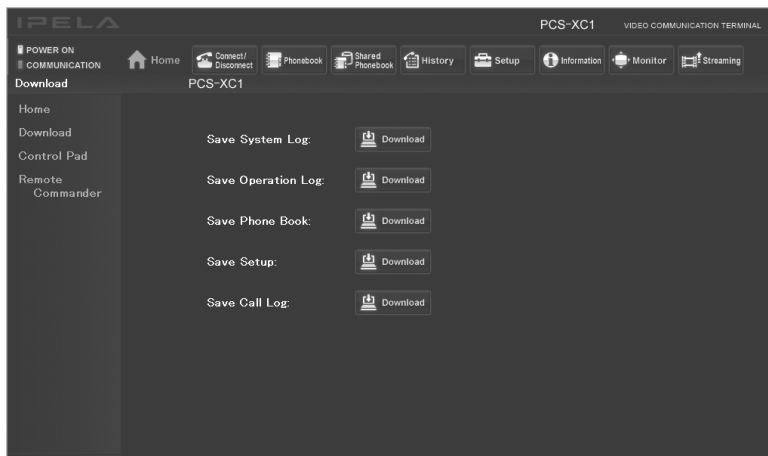 IPELA
PCS-XC1 VIDEO COMMUNICATION TERMINAL
POWER ON
COMMUNICATION
Home
Connect/
Disconnect
Phonebook
Shared
Phonebook
History
Setup
Information
Monitor
Streaming
Download PCS-XC1
Home
Download
Control Pad
Remote
Commander
Save System Log: Download
Save Operation Log: Download
Save Phone Book: Download
Save Setup: Download
Save Call Log: Download